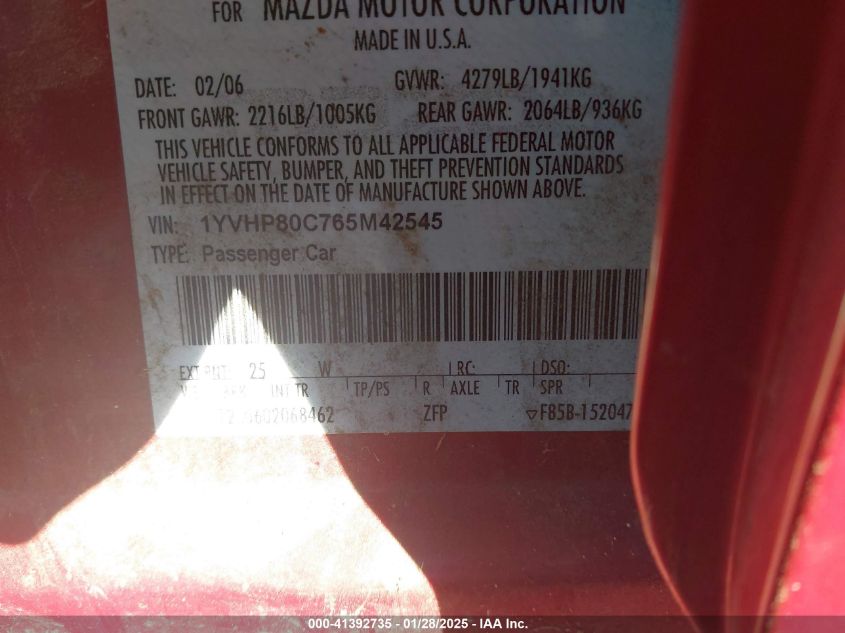 FOR MAZDA MOTOR CORPORATION
MADE IN U.S.A.
DATE: 02/06 GVWR: 4279LB/1941KG
FRONT GAWR: 2216LB/1005KG REAR GAWR: 2064LB/936KG
THIS VEHICLE CONFORMS TO ALL APPLICABLE FEDERAL MOTOR
VEHICLE SAFETY, BUMPER, AND THEFT PREVENTION STANDARDS
IN EFFECT ON THE DATE OF MANUFACTURE SHOWN ABOVE.
VIN: 1YVHP80C765M42545
TYPE: Passenger Car
EXT PNT: 25 W RC: DSO:
INT TR TP/PS R AXLE TR SPR
ZFP ▽F85B-152047
000-41392735 - 01/28/2025 - IAA Inc.